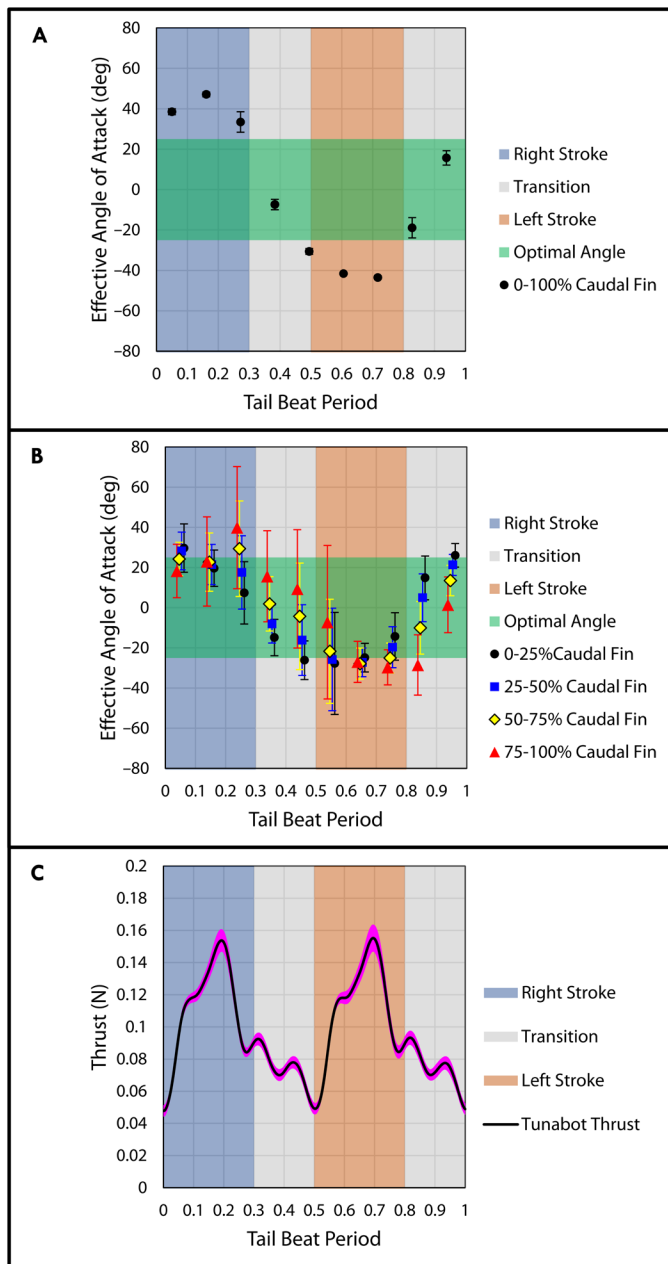 A
Effective Angle of Attack (deg)
80
60
40
20
0
–20
–40
–60
–80
0 0.1 0.2 0.3 0.4 0.5 0.6 0.7 0.8 0.9 1
Tail Beat Period
Right Stroke
Transition
Left Stroke
Optimal Angle
0-100% Caudal Fin
B
Effective Angle of Attack (deg)
80
60
40
20
0
–20
–40
–60
–80
0 0.1 0.2 0.3 0.4 0.5 0.6 0.7 0.8 0.9 1
Tail Beat Period
Right Stroke
Transition
Left Stroke
Optimal Angle
0-25%Caudal Fin
25-50% Caudal Fin
50-75% Caudal Fin
75-100% Caudal Fin
C
Thrust (N)
0.2
0.18
0.16
0.14
0.12
0.1
0.08
0.06
0.04
0.02
0
0 0.1 0.2 0.3 0.4 0.5 0.6 0.7 0.8 0.9 1
Tail Beat Period
Right Stroke
Transition
Left Stroke
Tunabot Thrust